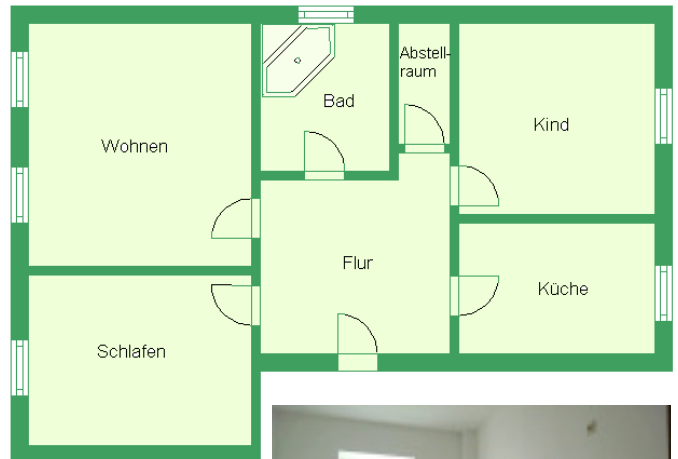 Abstell-
raum
Bad
Kind
Wohnen
Flur
Küche
Schlafen